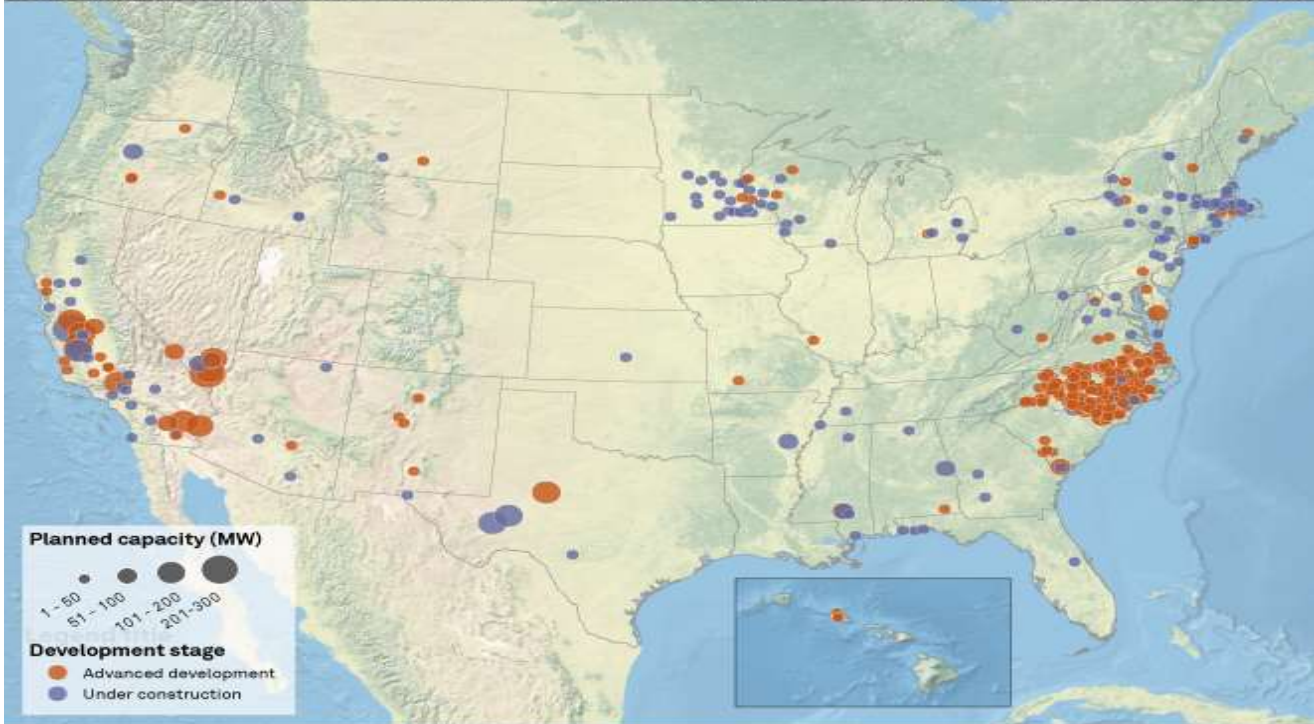 Planned capacity (MW)
1 - 50
51 - 100
101 - 200
201-300
Legend title
Development stage
Advanced development
Under construction